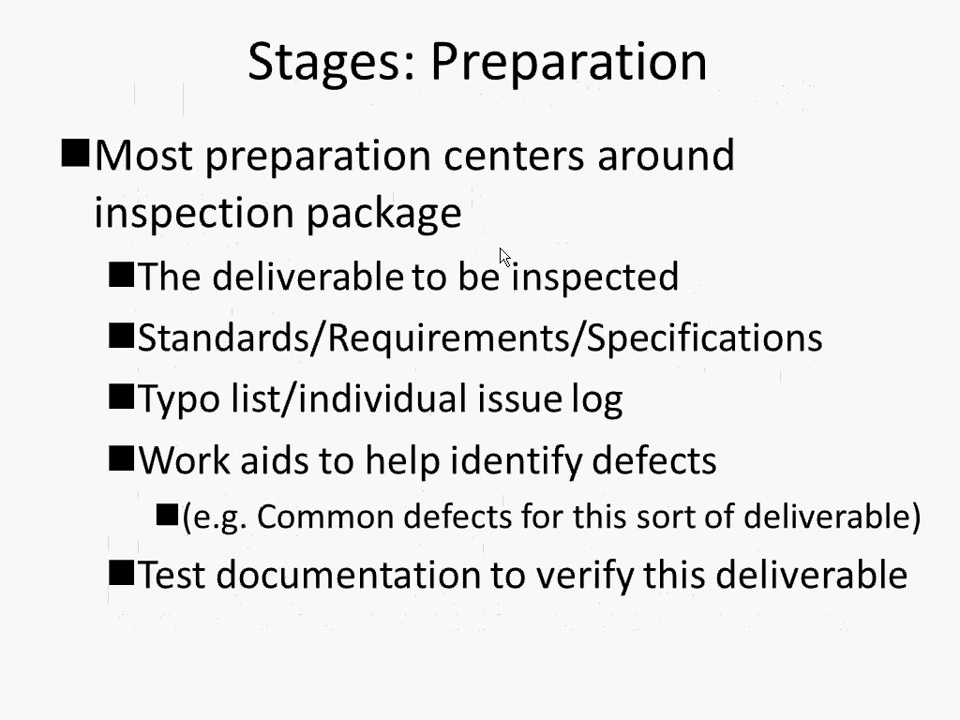 Stages: Preparation
Most preparation centers around
inspection package
The deliverable to be inspected
Standards/Requirements/Specifications
Typo list/individual issue log
Work aids to help identify defects
(e.g. Common defects for this sort of deliverable)
Test documentation to verify this deliverable